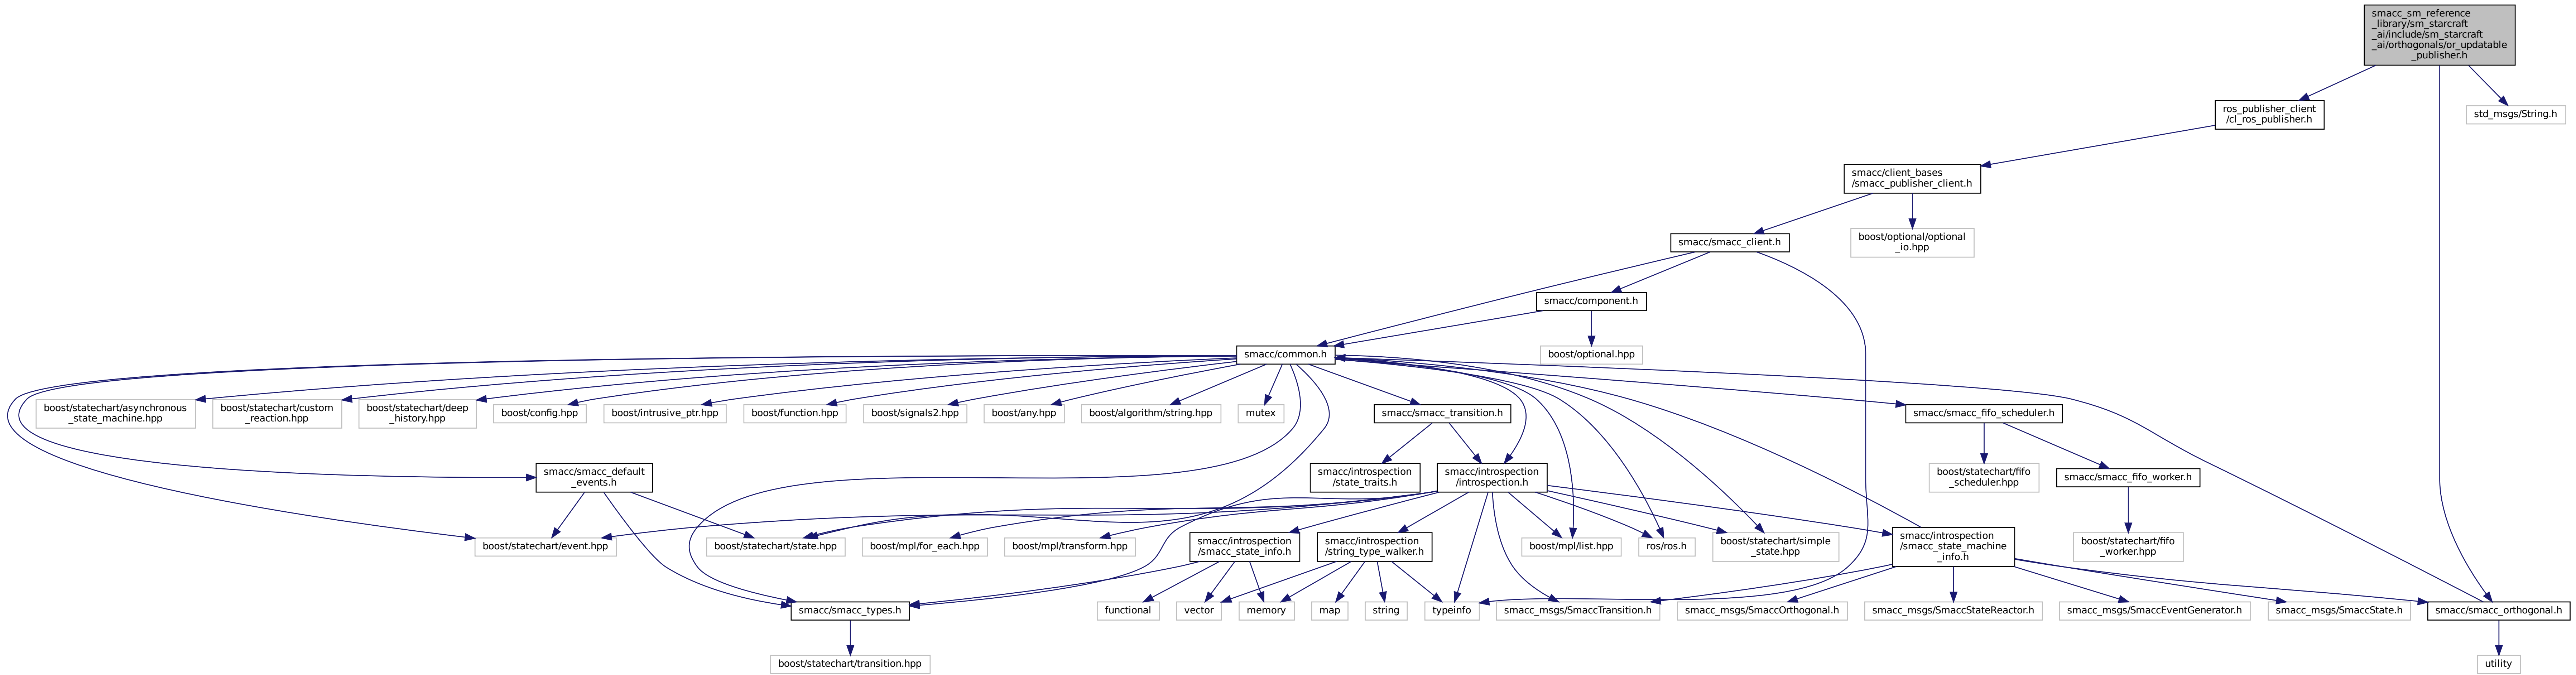 smacc_sm_reference
_library/sm_starcraft
_ai/include/sm_starcraft
_ai/orthogonals/or_updatable
_publisher.h
ros_publisher_client
/cl_ros_publisher.h
std_msgs/String.h
smacc/client_bases
/smacc_publisher_client.h
smacc/smacc_client.h
boost/optional/optional
_io.hpp
smacc/component.h
smacc/common.h
boost/optional.hpp
boost/statechart/asynchronous
_state_machine.hpp
boost/statechart/custom
_reaction.hpp
boost/statechart/deep
_history.hpp
boost/config.hpp
boost/intrusive_ptr.hpp
boost/function.hpp
boost/signals2.hpp
boost/any.hpp
boost/algorithm/string.hpp
mutex
smacc/smacc_transition.h
smacc/smacc_fifo_scheduler.h
smacc/smacc_default
_events.h
smacc/introspection
/state_traits.h
smacc/introspection
/introspection.h
boost/statechart/fifo
_scheduler.hpp
smacc/smacc_fifo_worker.h
boost/statechart/event.hpp
boost/statechart/state.hpp
boost/mpl/for_each.hpp
boost/mpl/transform.hpp
smacc/introspection
/smacc_state_info.h
smacc/introspection
/string_type_walker.h
boost/mpl/list.hpp
ros/ros.h
boost/statechart/simple
_state.hpp
smacc/introspection
/smacc_state_machine
_info.h
boost/statechart/fifo
_worker.hpp
smacc/smacc_types.h
functional
vector
memory
map
string
typeinfo
smacc_msgs/SmaccTransition.h
smacc_msgs/SmaccOrthogonal.h
smacc_msgs/SmaccStateReactor.h
smacc_msgs/SmaccEventGenerator.h
smacc_msgs/SmaccState.h
smacc/smacc_orthogonal.h
boost/statechart/transition.hpp
utility